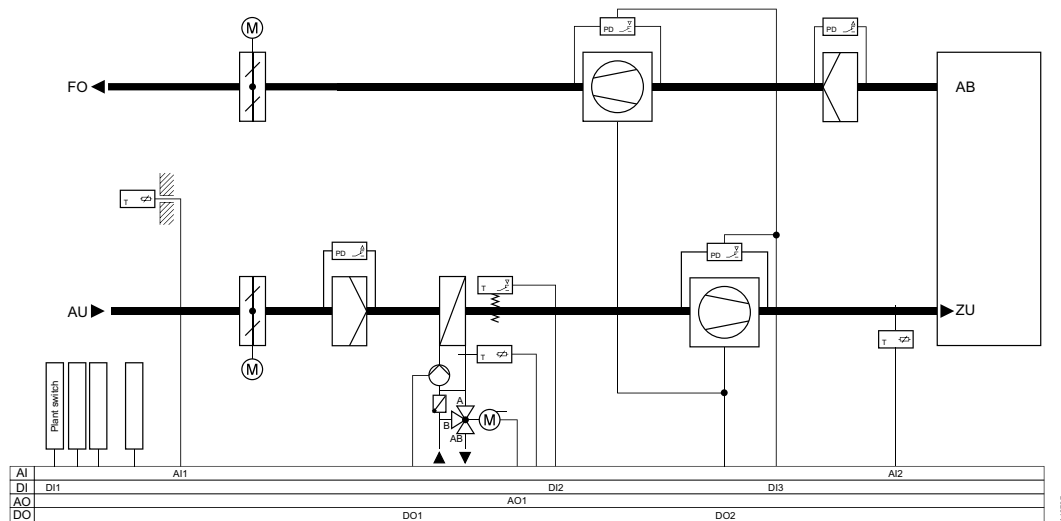 M
PD
PD
FO
AB
T
PD
PD
AU
ZU
T
T
T
M
Plant switch
A
M
B
AB
AI AI1 AI2
DI DI1 DI2 DI3
AO AO1
DO DO1 DO2